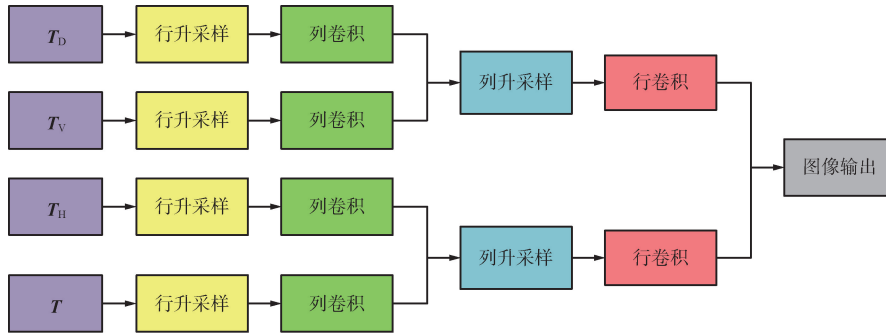 T_D 行升采样 列卷积
T_V 行升采样 列卷积
列升采样 行卷积
图像输出
T_H 行升采样 列卷积
T 行升采样 列卷积
列升采样 行卷积